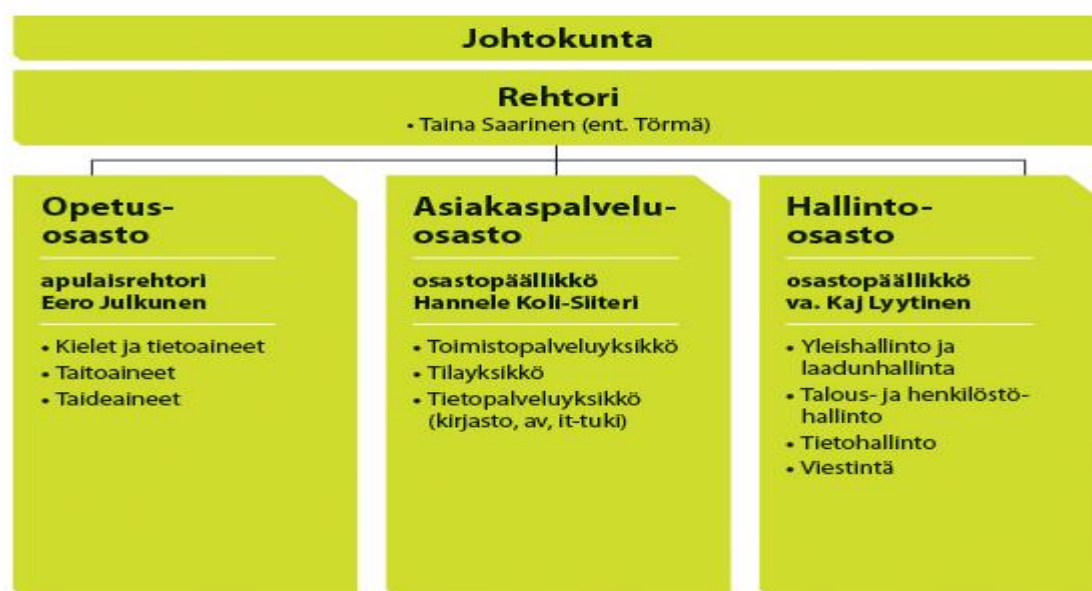 Johtokunta
Rehtori
• Taina Saarinen (ent. Törmä)
Opetus-
osasto
apulaisrehtori
Eero Julkunen
• Kielet ja tietoaineet
• Taitoaineet
• Taideaineet
Asiakaspalvelu-
osasto
osastopäällikkö
Hannele Koli-Siiteri
• Toimistopalveluyksikkö
• Tilayksikkö
• Tietopalveluyksikkö
(kirjasto, av, it-tuki)
Hallinto-
osasto
osastopäällikkö
va. Kaj Lyytinen
• Yleishallinto ja
laadunhallinta
• Talous- ja henkilöstö-
hallinto
• Tietohallinto
• Viestintä